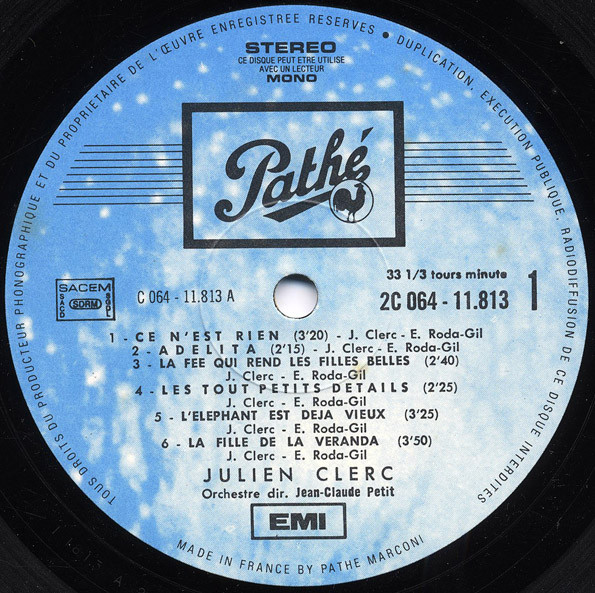 TOUS DROITS DU PRODUCTEUR PHONOGRAPHIQUE ET DU PROPRIETAIRE DE L'ŒUVRE ENREGISTREE RESERVES • DUPLICATION, EXECUTION PUBLIQUE, RADIODIFFUSION DE CE DISQUE INTERDITES
STEREO
CE DISQUE PEUT ETRE UTILISE
AVEC UN LECTEUR
MONO
Pathé
33 1/3 tours minute
SACEM
SACD SDRM SGDL
C 064 - 11.813 A
2C 064 - 11.813
1
1 - CE N'EST RIEN (3'20) - J. Clerc - E. Roda-Gil
2 - ADELITA (2'15) - J. Clerc - E. Roda-Gil
3 - LA FEE QUI REND LES FILLES BELLES (2'40)
J. Clerc - E. Roda-Gil
4 - LES TOUT PETITS DETAILS (2'25)
J. Clerc - E. Roda-Gil
5 - L'ELEPHANT EST DEJA VIEUX (3'25)
J. Clerc - E. Roda-Gil
6 - LA FILLE DE LA VERANDA (3'50)
J. Clerc - E. Roda-Gil
JULIEN CLERC
Orchestre dir. Jean-Claude Petit
EMI
MADE IN FRANCE BY PATHE MARCONI